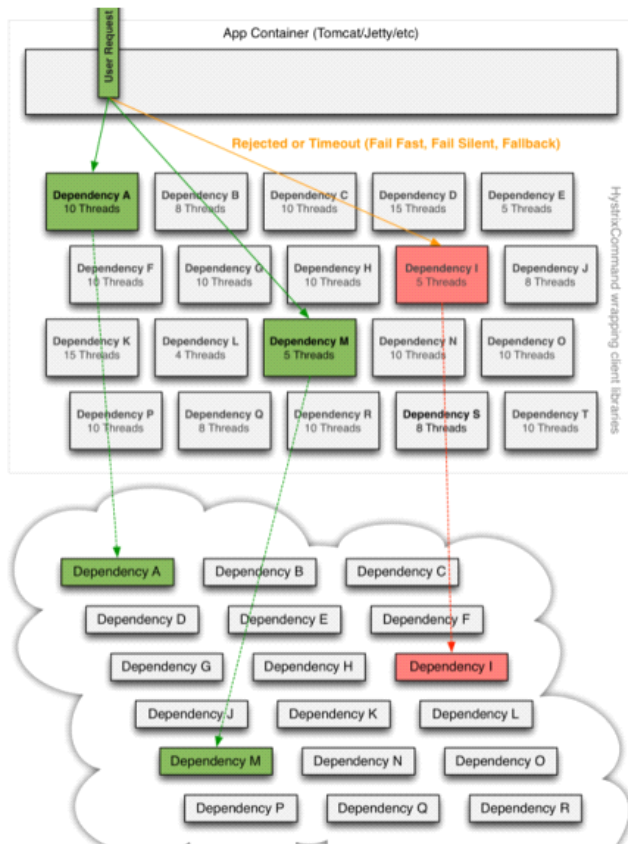 App Container (Tomcat/Jetty/etc)
User Request
Rejected or Timeout (Fail Fast, Fail Silent, Fallback)
Dependency A
10 Threads
Dependency B
8 Threads
Dependency C
10 Threads
Dependency D
15 Threads
Dependency E
5 Threads
Dependency F
10 Threads
Dependency G
10 Threads
Dependency H
10 Threads
Dependency I
5 Threads
Dependency J
8 Threads
Dependency K
15 Threads
Dependency L
4 Threads
Dependency M
5 Threads
Dependency N
10 Threads
Dependency O
10 Threads
Dependency P
10 Threads
Dependency Q
8 Threads
Dependency R
10 Threads
Dependency S
8 Threads
Dependency T
10 Threads
HystrixCommand wrapping client libraries
Dependency A
Dependency B
Dependency C
Dependency D
Dependency E
Dependency F
Dependency G
Dependency H
Dependency I
Dependency J
Dependency K
Dependency L
Dependency M
Dependency N
Dependency O
Dependency P
Dependency Q
Dependency R